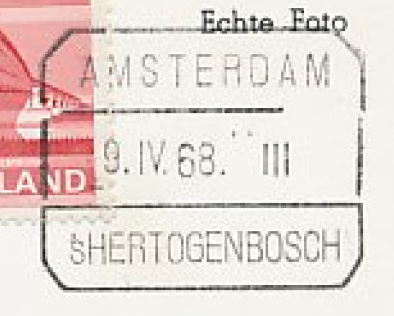 Echte Foto
AMSTERDAM
9.IV.68. III
LAND
sHERTOGENBOSCH